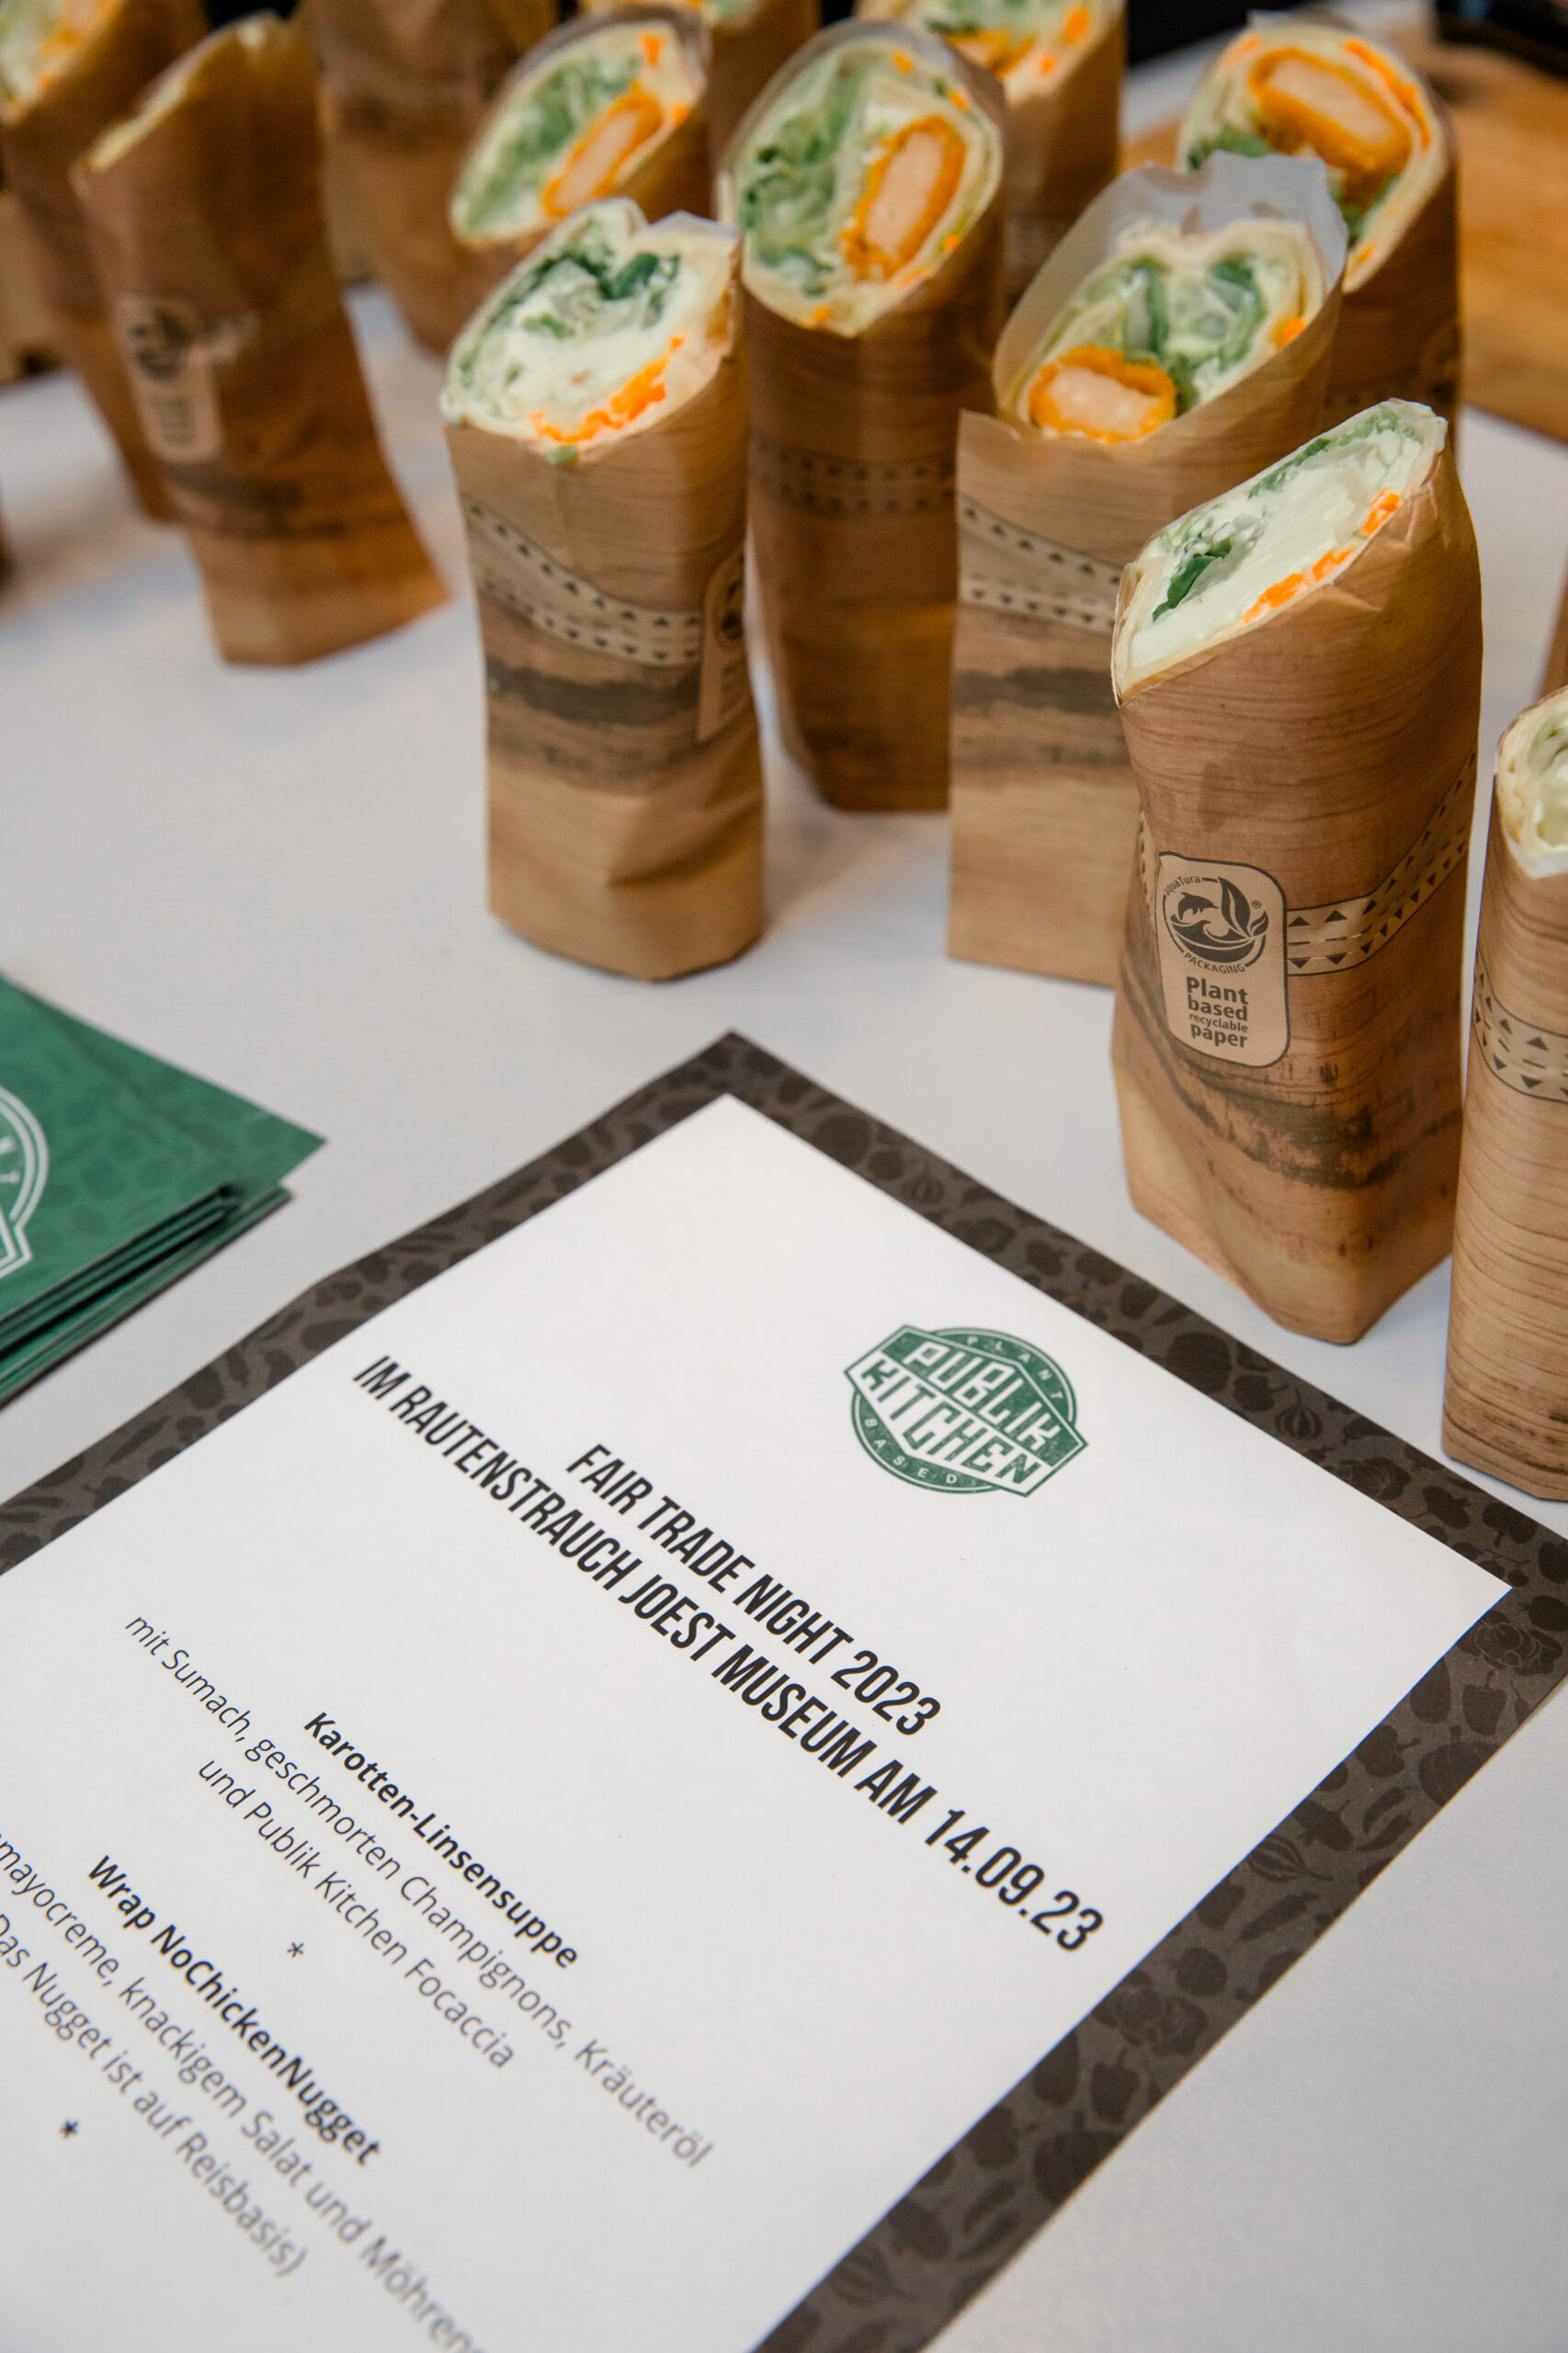 aquaTura
PACKAGING
Plant
based
recyclable
paper
PLANT
PUBLIK
KITCHEN
BASED
FAIR TRADE NIGHT 2023
IM RAUTENSTRAUCH JOEST MUSEUM AM 14.09.23
Karotten-Linsensuppe
mit Sumach, geschmorten Champignons, Kräuteröl
und Publik Kitchen Focaccia
*
Wrap NoChickenNugget
mayocreme, knackigem Salat und Möhren
Das Nugget ist auf Reisbasis)
*